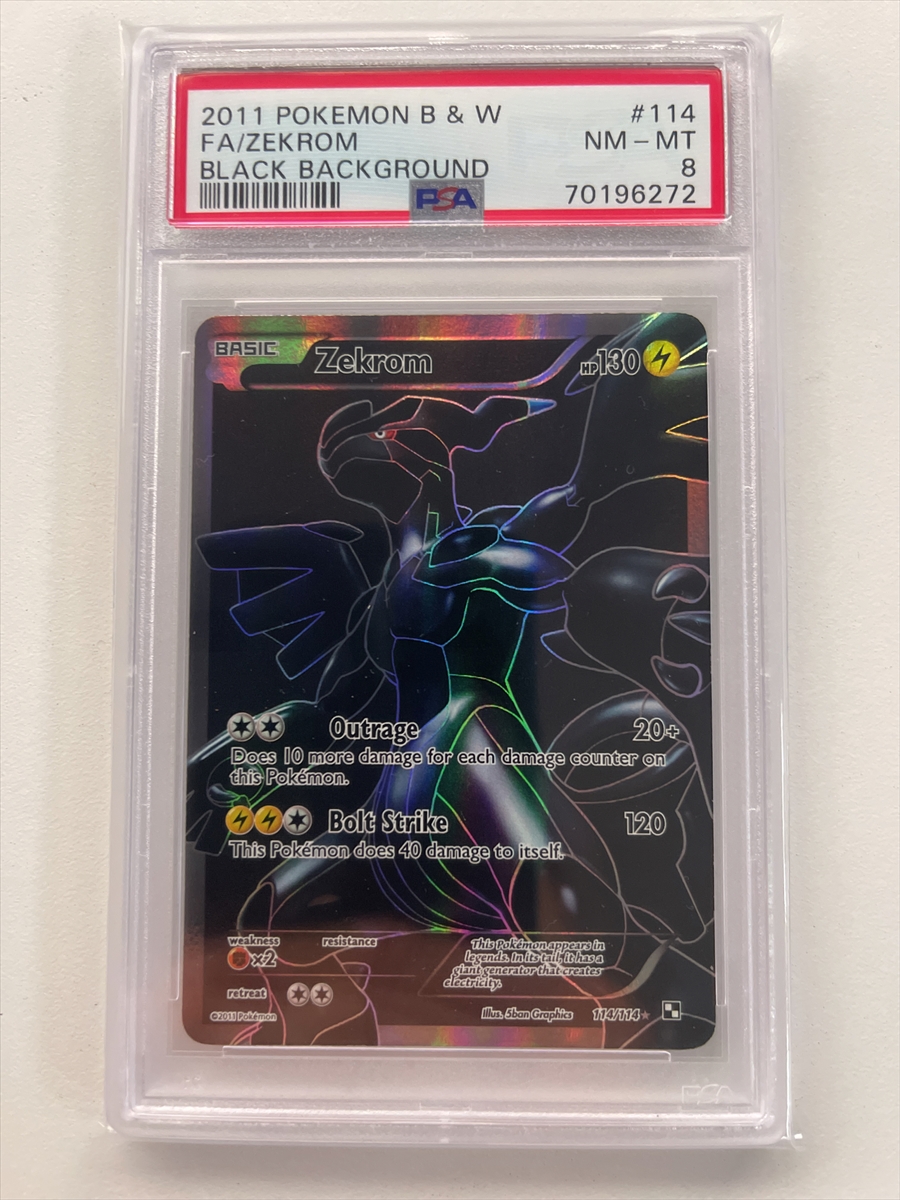 2011 POKEMON B & W #114
FA/ZEKROM NM - MT
BLACK BACKGROUND 8
PSA 70196272
BASIC Zekrom HP130
Outrage 20+
Does 10 more damage for each damage counter on
this Pokémon.
Bolt Strike 120
This Pokémon does 40 damage to itself.
weakness resistance
x2
retreat
This Pokémon appears in
legends. In its tail, it has a
giant generator that creates
electricity.
©2011 Pokémon Illus. 5ban Graphics 114/114
PSA